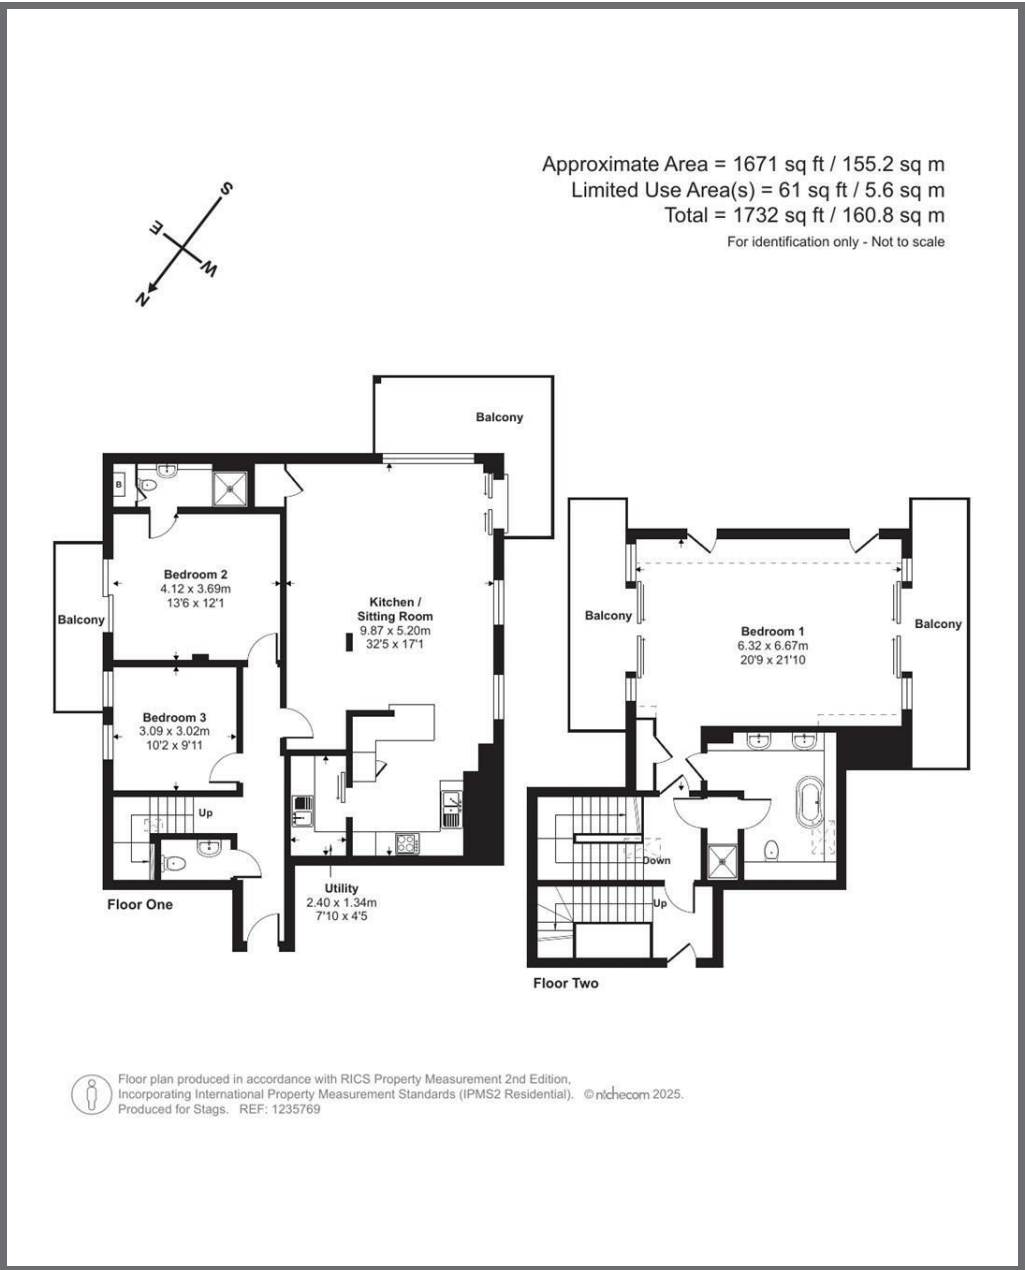 Approximate Area = 1671 sq ft / 155.2 sq m
Limited Use Area(s) = 61 sq ft / 5.6 sq m
Total = 1732 sq ft / 160.8 sq m
For identification only - Not to scale
S
E
W
N
Balcony
B
Bedroom 2
4.12 x 3.69m
13'6 x 12'1
Balcony
Kitchen /
Sitting Room
9.87 x 5.20m
32'5 x 17'1
Bedroom 3
3.09 x 3.02m
10'2 x 9'11
Up
Utility
2.40 x 1.34m
7'10 x 4'5
Floor One
Balcony
Bedroom 1
6.32 x 6.67m
20'9 x 21'10
Balcony
Down
Up
Floor Two
Floor plan produced in accordance with RICS Property Measurement 2nd Edition,
Incorporating International Property Measurement Standards (IPMS2 Residential). © nichecom 2025.
Produced for Stags. REF: 1235769